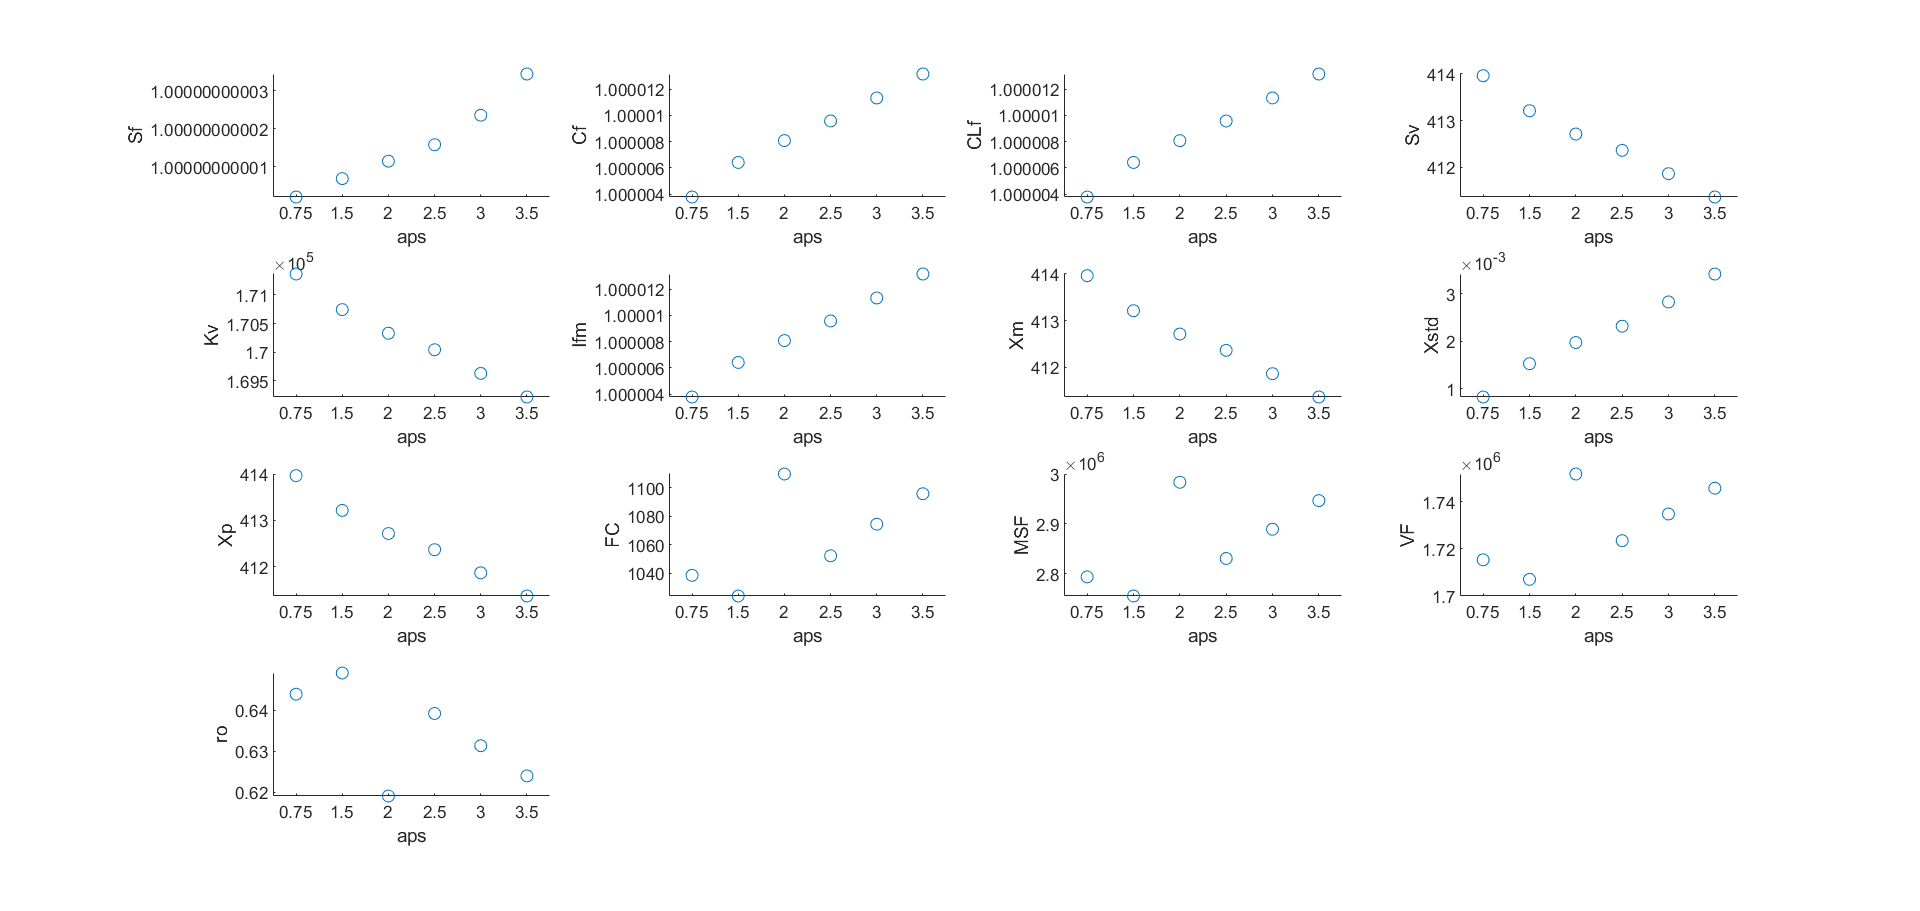 Sf
1.00000000003
1.00000000002
1.00000000001
0.75 1.5 2 2.5 3 3.5
aps
Cf
1.000012
1.00001
1.000008
1.000006
1.000004
0.75 1.5 2 2.5 3 3.5
aps
CLf
1.000012
1.00001
1.000008
1.000006
1.000004
0.75 1.5 2 2.5 3 3.5
aps
Sv
414
413
412
0.75 1.5 2 2.5 3 3.5
aps
×10^5
Kv
1.71
1.705
1.7
1.695
0.75 1.5 2 2.5 3 3.5
aps
Ifm
1.000012
1.00001
1.000008
1.000006
1.000004
0.75 1.5 2 2.5 3 3.5
aps
Xm
414
413
412
0.75 1.5 2 2.5 3 3.5
aps
×10^-3
Xstd
3
2
1
0.75 1.5 2 2.5 3 3.5
aps
Xp
414
413
412
0.75 1.5 2 2.5 3 3.5
aps
FC
1100
1080
1060
1040
0.75 1.5 2 2.5 3 3.5
aps
×10^6
MSF
3
2.9
2.8
0.75 1.5 2 2.5 3 3.5
aps
×10^6
VF
1.74
1.72
1.7
0.75 1.5 2 2.5 3 3.5
aps
ro
0.64
0.63
0.62
0.75 1.5 2 2.5 3 3.5
aps